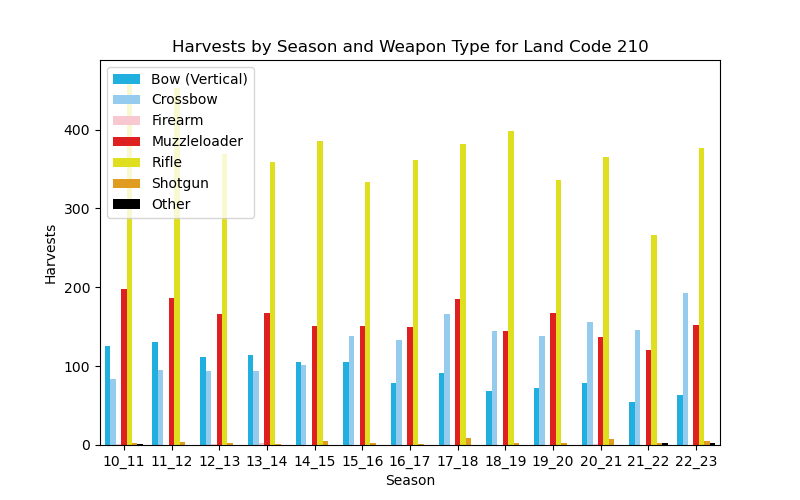 Harvests by Season and Weapon Type for Land Code 210
Bow (Vertical)
Crossbow
Firearm
Muzzleloader
Rifle
Shotgun
Other
400
300
200
100
0
Harvests
10_11 11_12 12_13 13_14 14_15 15_16 16_17 17_18 18_19 19_20 20_21 21_22 22_23
Season